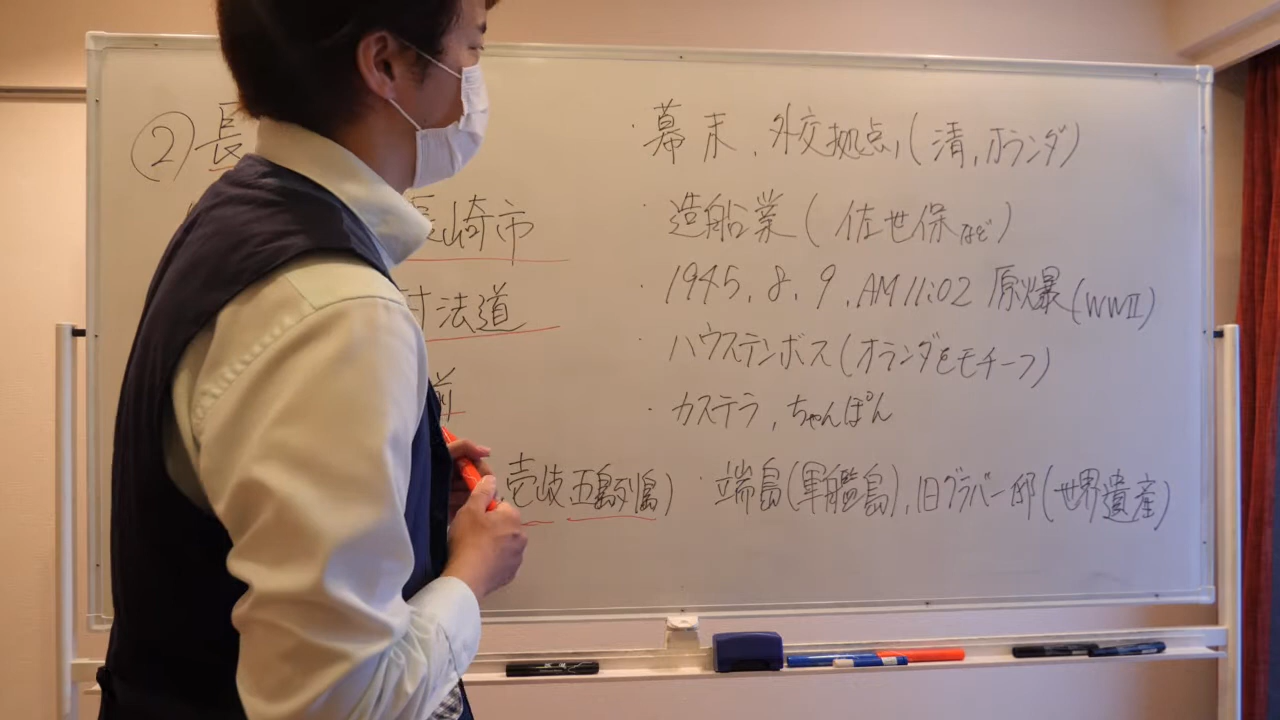 ② 長
長崎市
村法道
前
壱岐 五島列島)
・幕末、外交拠点,(清,オランダ)
・造船業(佐世保など)
・1945. 8. 9. AM 11:02 原爆(WWⅡ)
ハウステンボス(オランダをモチーフ)
・カステラ, ちゃんぽん
・端島(軍艦島),旧グラバー邸(世界遺産)